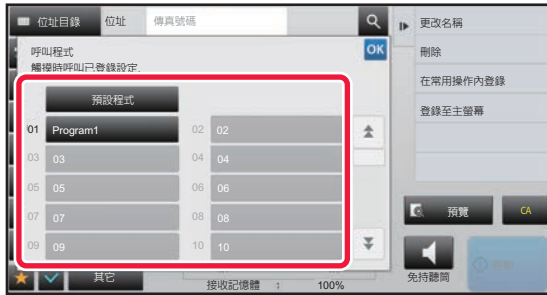 位址目錄 位址 傳真號碼
更改名稱
呼叫程式 OK
刪除
觸摸時呼叫已登錄設定.
在常用操作內登錄
預設程式
登錄至主螢幕
01 Program1 02 02
03 03 04 04
05 05 06 06
預覽 CA
07 07 08 08
09 09 10 10
其它
接收記憶體 : 100%
免持聽筒